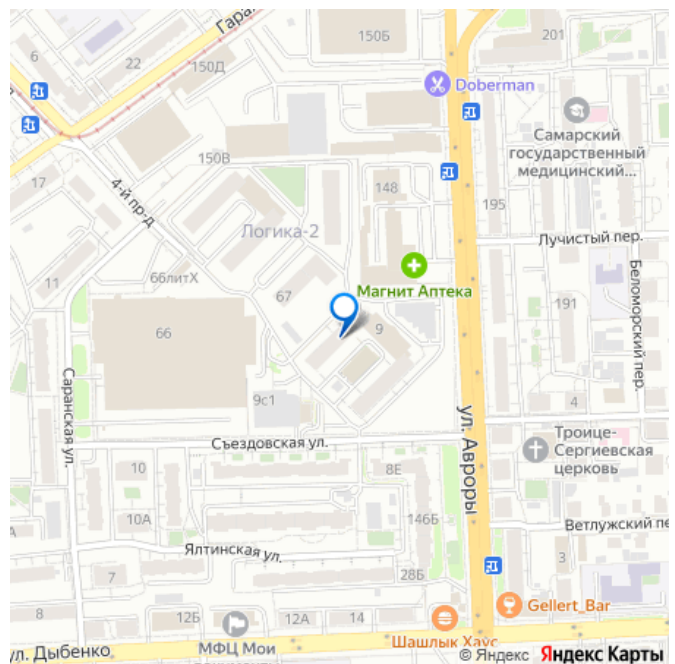 Гара
150Б
201
6
22
150Д
Doberman
Самарский
государственный
медицинский...
150В
4-й пр-д
17
148
195
Логика-2
Лучистый пер.
Беломорский пер.
11
66литХ
67
Магнит Аптека
191
66
9
Саранская ул.
9с1
4
ул. Авроры
Троице-
Сергиевская
церковь
Съездовская ул.
10
8Е
10А
146Б
Ветлужский пе
А
Ялтинская ул.
3
7
28Б
8
12Б
12А
14
Gellert_Bar
ул. Дыбенко
МФЦ Мои
Шашлык Хаус
© Яндекс Яндекс Карты